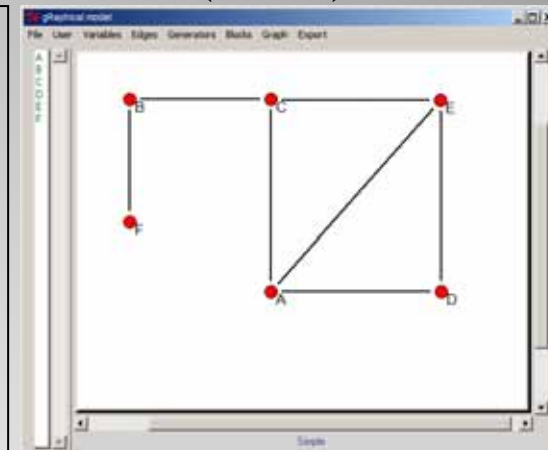 gRaphical model
File User Variables Edges Generators Blocks Graph Export
A
B
C
D
E
F
B
C
E
F
A
D
Simple